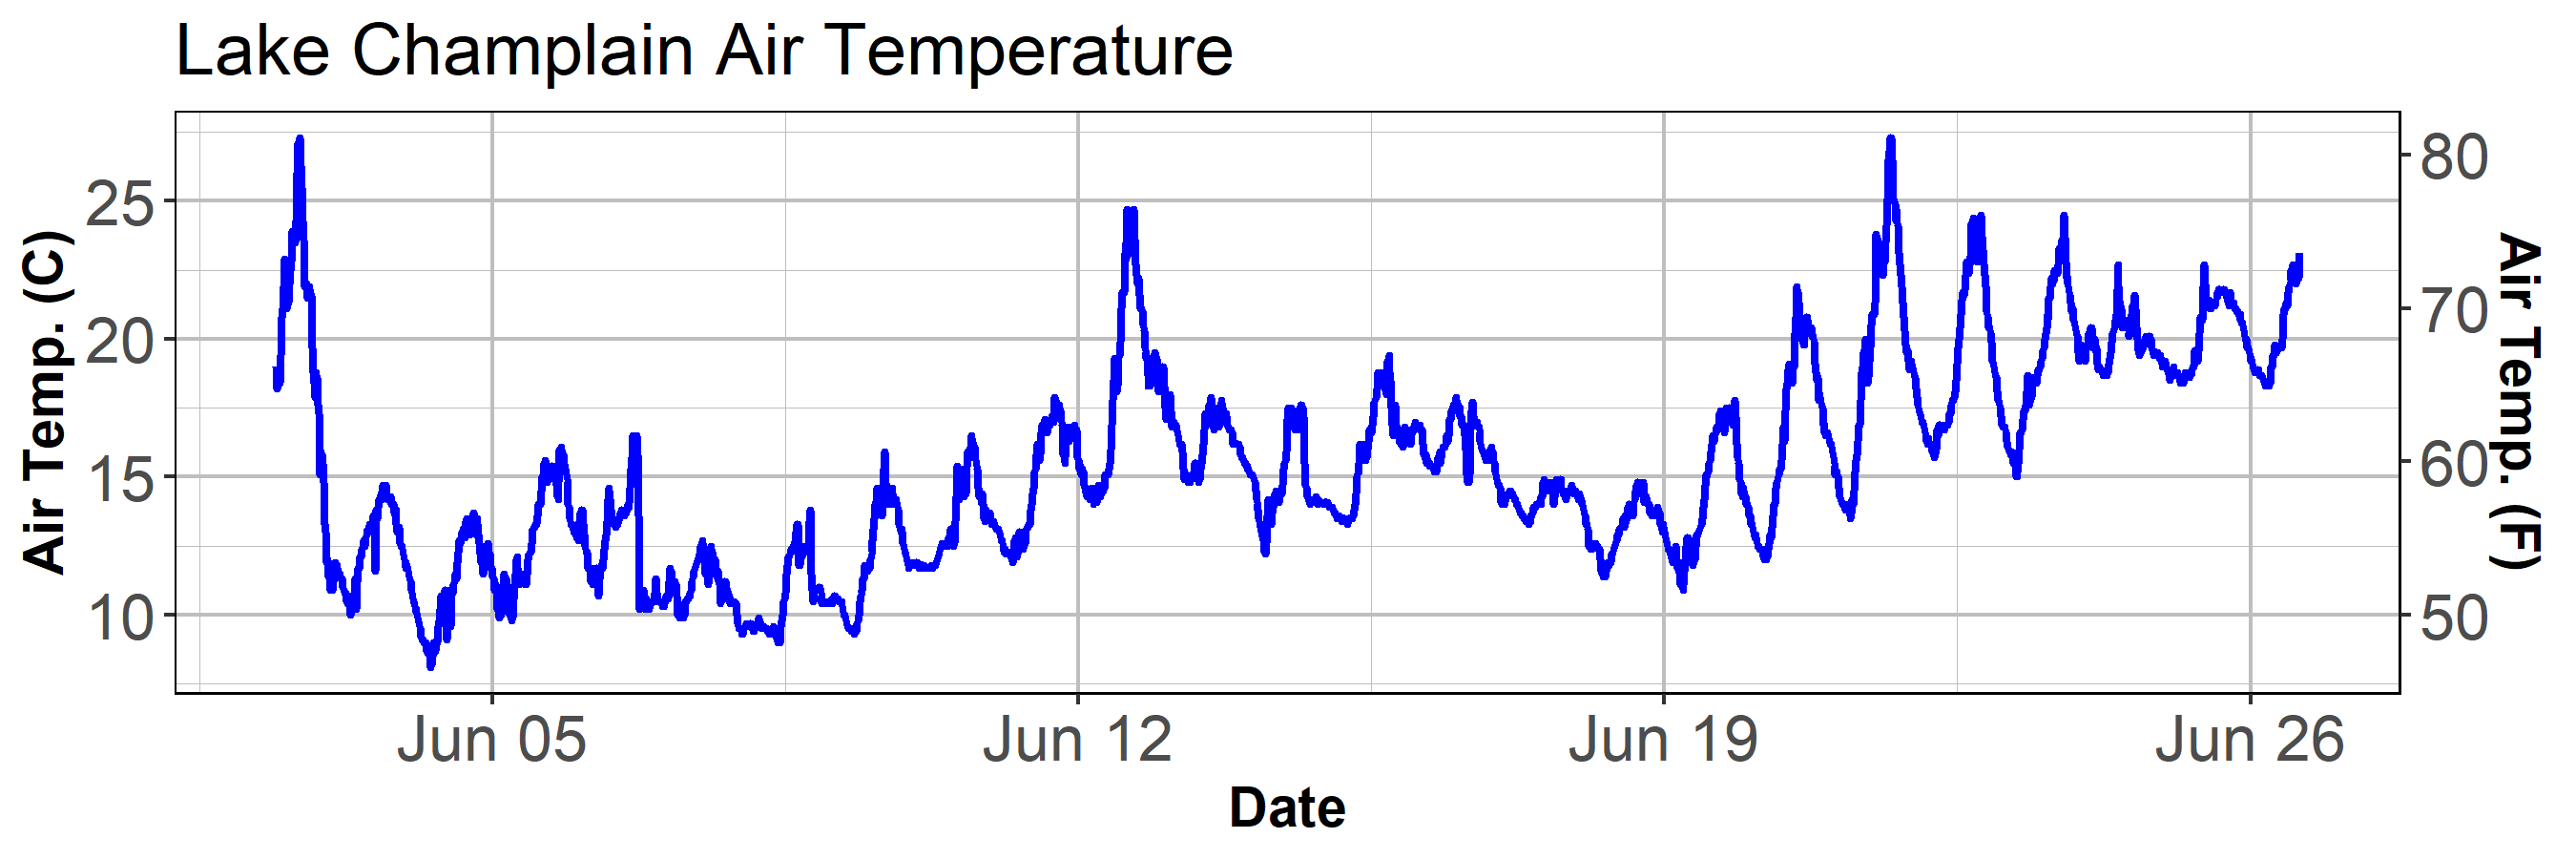 Lake Champlain Air Temperature
Air Temp. (C)
25
20
15
10
80
70
60
50
Air Temp. (F)
Jun 05 Jun 12 Jun 19 Jun 26
Date